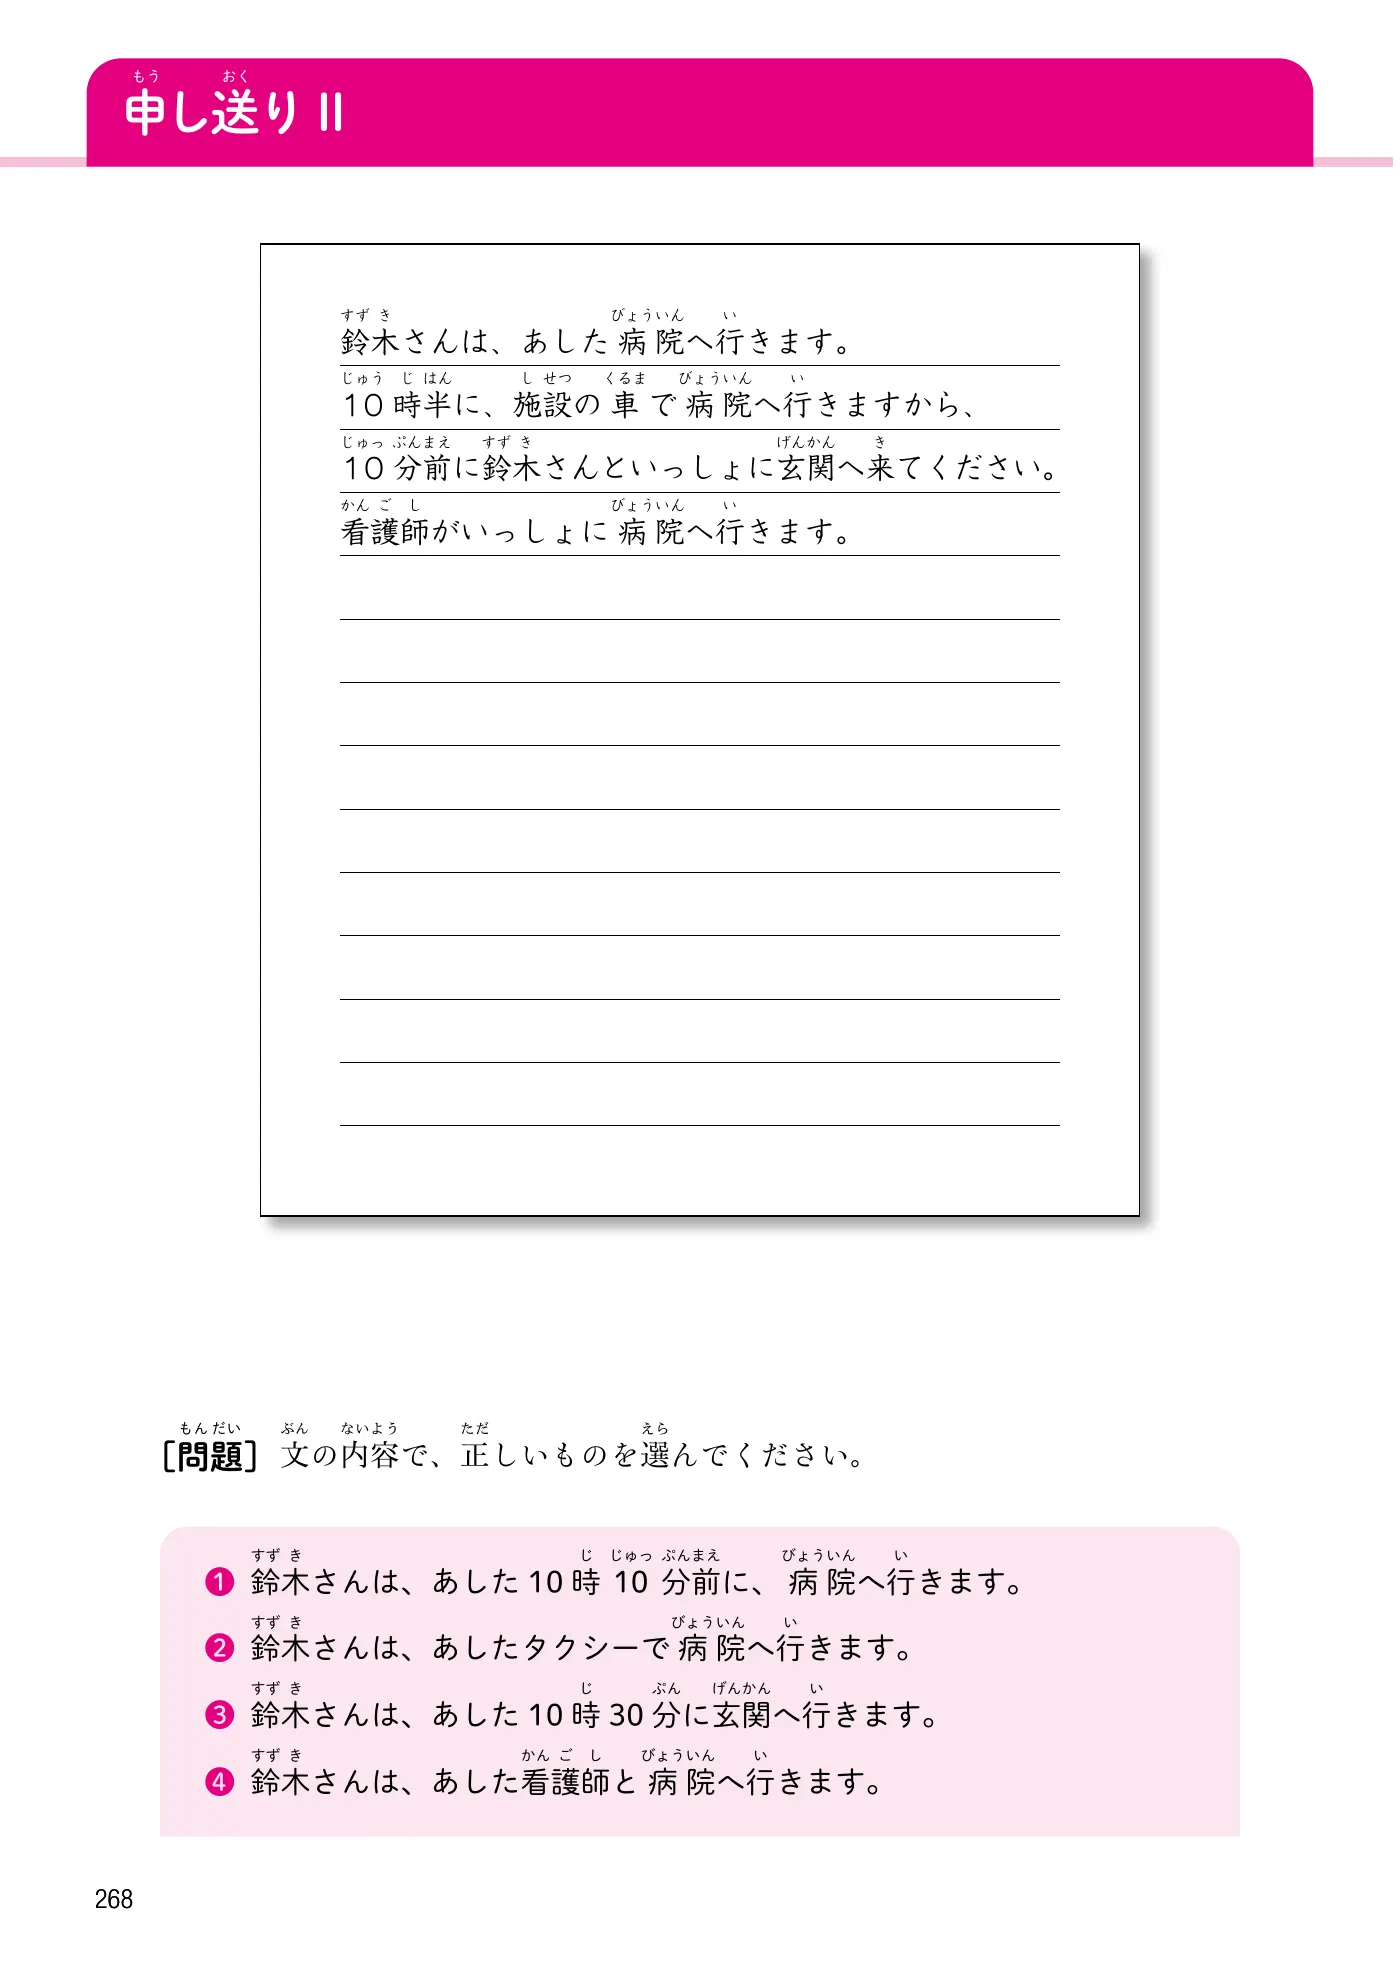 申し送りⅡ
鈴木さんは、あした病院へ行きます。
10時半に、施設の車で病院へ行きますから、
10分前に鈴木さんといっしょに玄関へ来てください。
看護師がいっしょに病院へ行きます。
[問題] 文の内容で、正しいものを選んでください。
❶ 鈴木さんは、あした10時10分前に、病院へ行きます。
❷ 鈴木さんは、あしたタクシーで病院へ行きます。
❸ 鈴木さんは、あした10時30分に玄関へ行きます。
❹ 鈴木さんは、あした看護師と病院へ行きます。
268